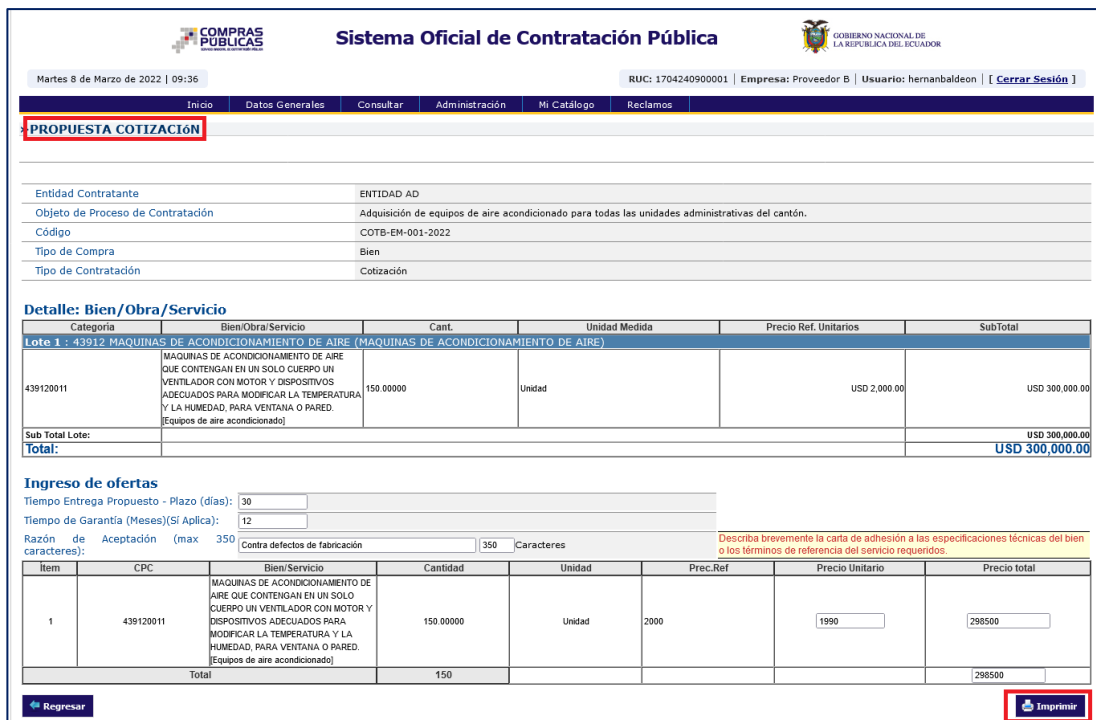 COMPRAS
PÚBLICAS
Sistema Oficial de Contratación Pública
GOBIERNO NACIONAL DE
LA REPUBLICA DEL ECUADOR
Martes 8 de Marzo de 2022 | 09:36
RUC: 1704240900001 | Empresa: Proveedor B | Usuario: hernanbaldeon | [ Cerrar Sesión ]
Inicio Datos Generales Consultar Administración Mi Catálogo Reclamos
PROPUESTA COTIZACIóN
Entidad Contratante ENTIDAD AD
Objeto de Proceso de Contratación Adquisición de equipos de aire acondicionado para todas las unidades administrativas del cantón.
Código COTB-EM-001-2022
Tipo de Compra Bien
Tipo de Contratación Cotización
Detalle: Bien/Obra/Servicio
Categoría Bien/Obra/Servicio Cant. Unidad Medida Precio Ref. Unitarios SubTotal
Lote 1 : 43912 MAQUINAS DE ACONDICIONAMIENTO DE AIRE (MAQUINAS DE ACONDICIONAMIENTO DE AIRE)
MAQUINAS DE ACONDICIONAMIENTO DE AIRE
QUE CONTENGAN EN UN SOLO CUERPO UN
VENTILADOR CON MOTOR Y DISPOSITIVOS
439120011 ADECUADOS PARA MODIFICAR LA TEMPERATURA 150.00000 Unidad USD 2,000.00 USD 300,000.00
Y LA HUMEDAD, PARA VENTANA O PARED.
[Equipos de aire acondicionado]
Sub Total Lote: USD 300,000.00
Total: USD 300,000.00
Ingreso de ofertas
Tiempo Entrega Propuesto - Plazo (días): 30
Tiempo de Garantía (Meses)(Sí Aplica): 12
Razón de Aceptación (max 350
caracteres): Contra defectos de fabricación 350 Caracteres
Describa brevemente la carta de adhesión a las especificaciones técnicas del bien
o los términos de referencia del servicio requeridos.
Ítem CPC Bien/Servicio Cantidad Unidad Prec.Ref Precio Unitario Precio total
MAQUINAS DE ACONDICIONAMIENTO DE
AIRE QUE CONTENGAN EN UN SOLO
CUERPO UN VENTILADOR CON MOTOR Y
1 439120011 DISPOSITIVOS ADECUADOS PARA 150.00000 Unidad 2000 1990 298500
MODIFICAR LA TEMPERATURA Y LA
HUMEDAD, PARA VENTANA O PARED.
[Equipos de aire acondicionado]
Total 150 298500
Regresar Imprimir